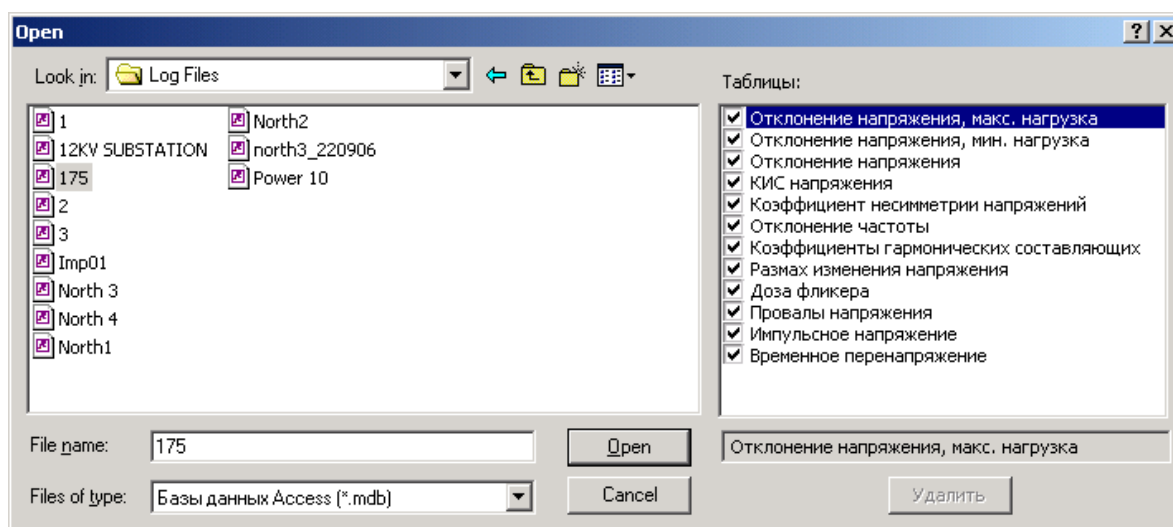 Open
Look in: Log Files
1
12KV SUBSTATION
175
2
3
Imp01
North 3
North 4
North1
North2
north3_220906
Power 10
File name: 175
Open
Files of type: Базы данных Access (*.mdb)
Cancel
Таблицы:
Отклонение напряжения, макс. нагрузка
Отклонение напряжения, мин. нагрузка
Отклонение напряжения
КИС напряжения
Коэффициент несимметрии напряжений
Отклонение частоты
Коэффициенты гармонических составляющих
Размах изменения напряжения
Доза фликера
Провалы напряжения
Импульсное напряжение
Временное перенапряжение
Отклонение напряжения, макс. нагрузка
Удалить